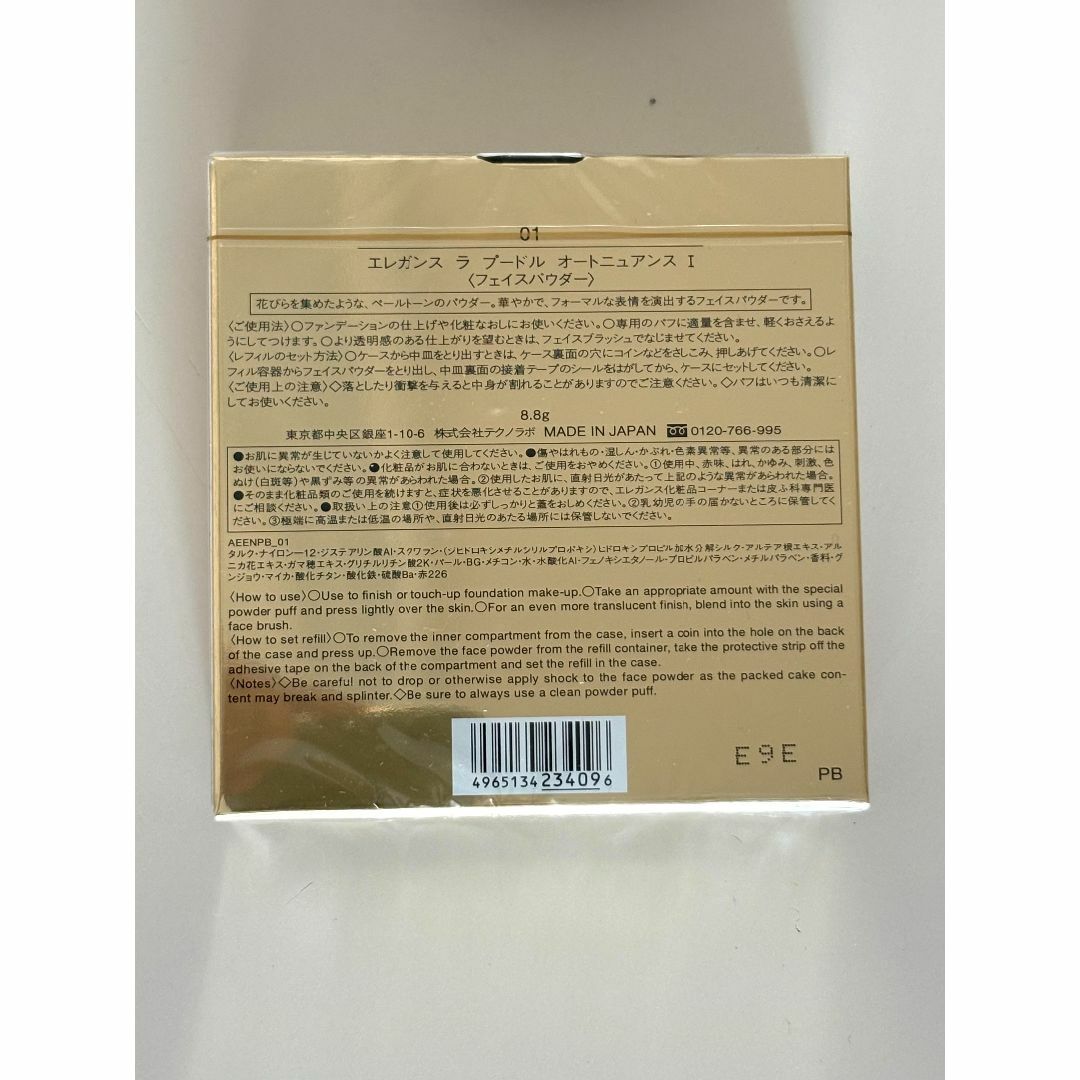 01
エレガンス ラ プードル オートニュアンス I
〈フェイスパウダー〉
花びらを集めたような、ペールトーンのパウダー。華やかで、フォーマルな表情を演出するフェイスパウダーです。
〈ご使用法〉○ファンデーションの仕上げや化粧なおしにお使いください。○専用のパフに適量を含ませ、軽くおさえるよ
うにしてつけます。○より透明感のある仕上がりを望むときは、フェイスブラッシュでなじませてください。
〈レフィルのセット方法〉○ケースから中皿をとり出すときは、ケース裏面の穴にコインなどをさしこみ、押しあげてください。○レ
フィル容器からフェイスパウダーをとり出し、中皿裏面の接着テープのシールをはがしてから、ケースにセットしてください。
〈ご使用上の注意〉◇落としたり衝撃を与えると中身が割れることがありますのでご注意ください。◇パフはいつも清潔に
してお使いください。
8.8g
東京都中央区銀座1-10-6 株式会社テクノラボ MADE IN JAPAN 0120-766-995
●お肌に異常が生じていないかよく注意して使用してください。●傷やはれもの・湿しん・かぶれ・色素異常等、異常のある部分には
お使いにならないでください。●化粧品がお肌に合わないときは、ご使用をおやめください。①使用中、赤味、はれ、かゆみ、刺激、色
ぬけ(白斑等)や黒ずみ等の異常があらわれた場合。②使用したお肌に、直射日光があたって上記のような異常があらわれた場合。
●そのまま化粧品類のご使用を続けますと、症状を悪化させることがありますので、エレガンス化粧品コーナーまたは皮ふ科専門医
にご相談ください。●取扱い上の注意①使用後は必ずしっかりと蓋をおしめください。②乳幼児の手の届かないところに保管してく
ださい。③極端に高温または低温の場所や、直射日光のあたる場所には保管しないでください。
AEENPB_01
タルク・ナイロン-12・ジステアリン酸Al・スクワラン・(ジヒドロキシメチルシリルプロポキシ)ヒドロキシプロピル加水分解シルク・アルテア根エキス・アル
ニカ花エキス・ガマ穂エキス・グリチルリチン酸2K・パール・BG・メチコン・水・水酸化Al・フェノキシエタノール・プロピルパラベン・メチルパラベン・香料・グ
ンジョウ・マイカ・酸化チタン・酸化鉄・硫酸Ba・赤226
〈How to use〉○Use to finish or touch-up foundation make-up.○Take an appropriate amount with the special
powder puff and press lightly over the skin.○For an even more translucent finish, blend into the skin using a
face brush.
〈How to set refill〉○To remove the inner compartment from the case, insert a coin into the hole on the back
of the case and press up.○Remove the face powder from the refill container, take the protective strip off the
adhesive tape on the back of the compartment and set the refill in the case.
〈Notes〉◇Be careful not to drop or otherwise apply shock to the face powder as the packed cake con-
tent may break and splinter.◇Be sure to always use a clean powder puff.
4965134234096
E9E
PB